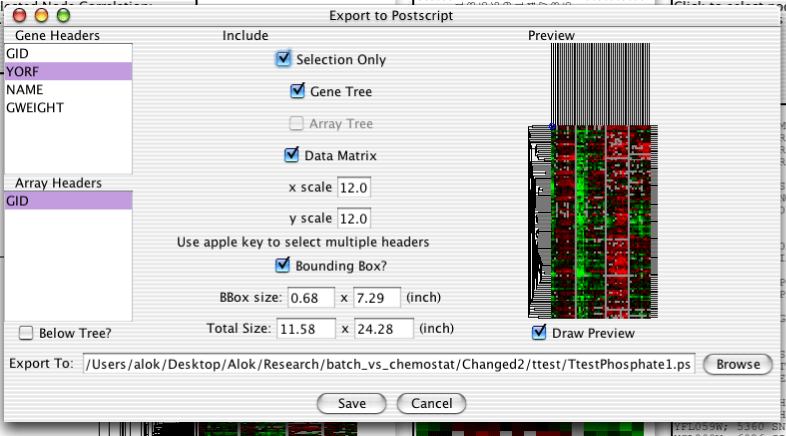 Export to Postscript
Gene Headers
Include
Preview
GID
YORF
NAME
GWEIGHT
Selection Only
Gene Tree
Array Tree
Data Matrix
Array Headers
GID
x scale 12.0
y scale 12.0
Use apple key to select multiple headers
Bounding Box?
BBox size: 0.68 x 7.29 (inch)
Below Tree?
Total Size: 11.58 x 24.28 (inch)
Draw Preview
Export To: /Users/alok/Desktop/Alok/Research/batch_vs_chemostat/Changed2/ttest/TtestPhosphate1.ps Browse
Save Cancel